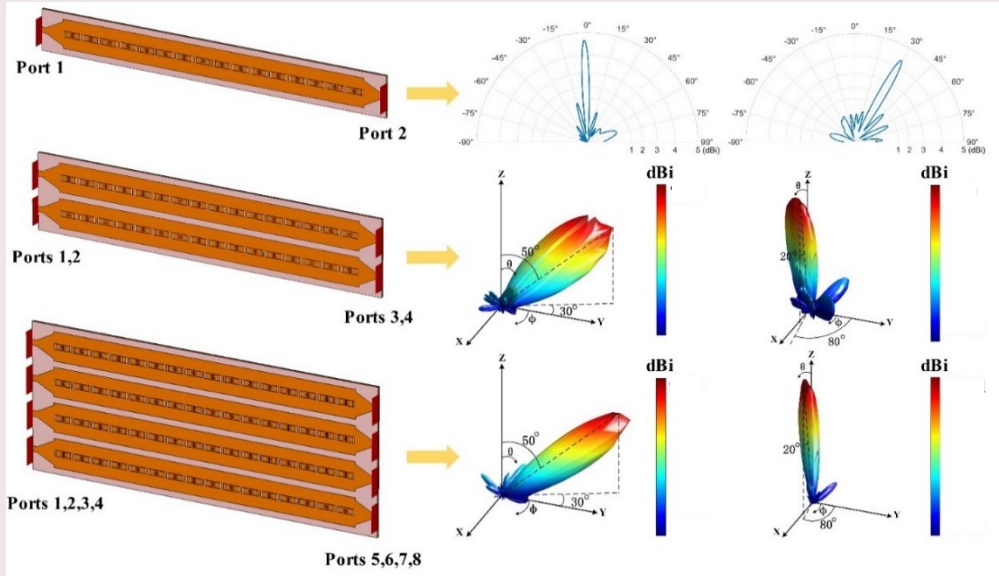 Port 1
Port 2
-90° -75° -60° -45° -30° -15° 0° 15° 30° 45° 60° 75° 90°
1 2 3 4 5 (dBi)
-90° -75° -60° -45° -30° -15° 0° 15° 30° 45° 60° 75° 90°
1 2 3 4 5 (dBi)
Ports 1,2
Ports 3,4
Z
50°
θ
30°
ϕ
X
Y
dBi
Z
θ
20°
ϕ
80°
X
Y
dBi
Ports 1,2,3,4
Ports 5,6,7,8
Z
50°
θ
30°
ϕ
X
Y
dBi
Z
θ
20°
ϕ
80°
X
Y
dBi